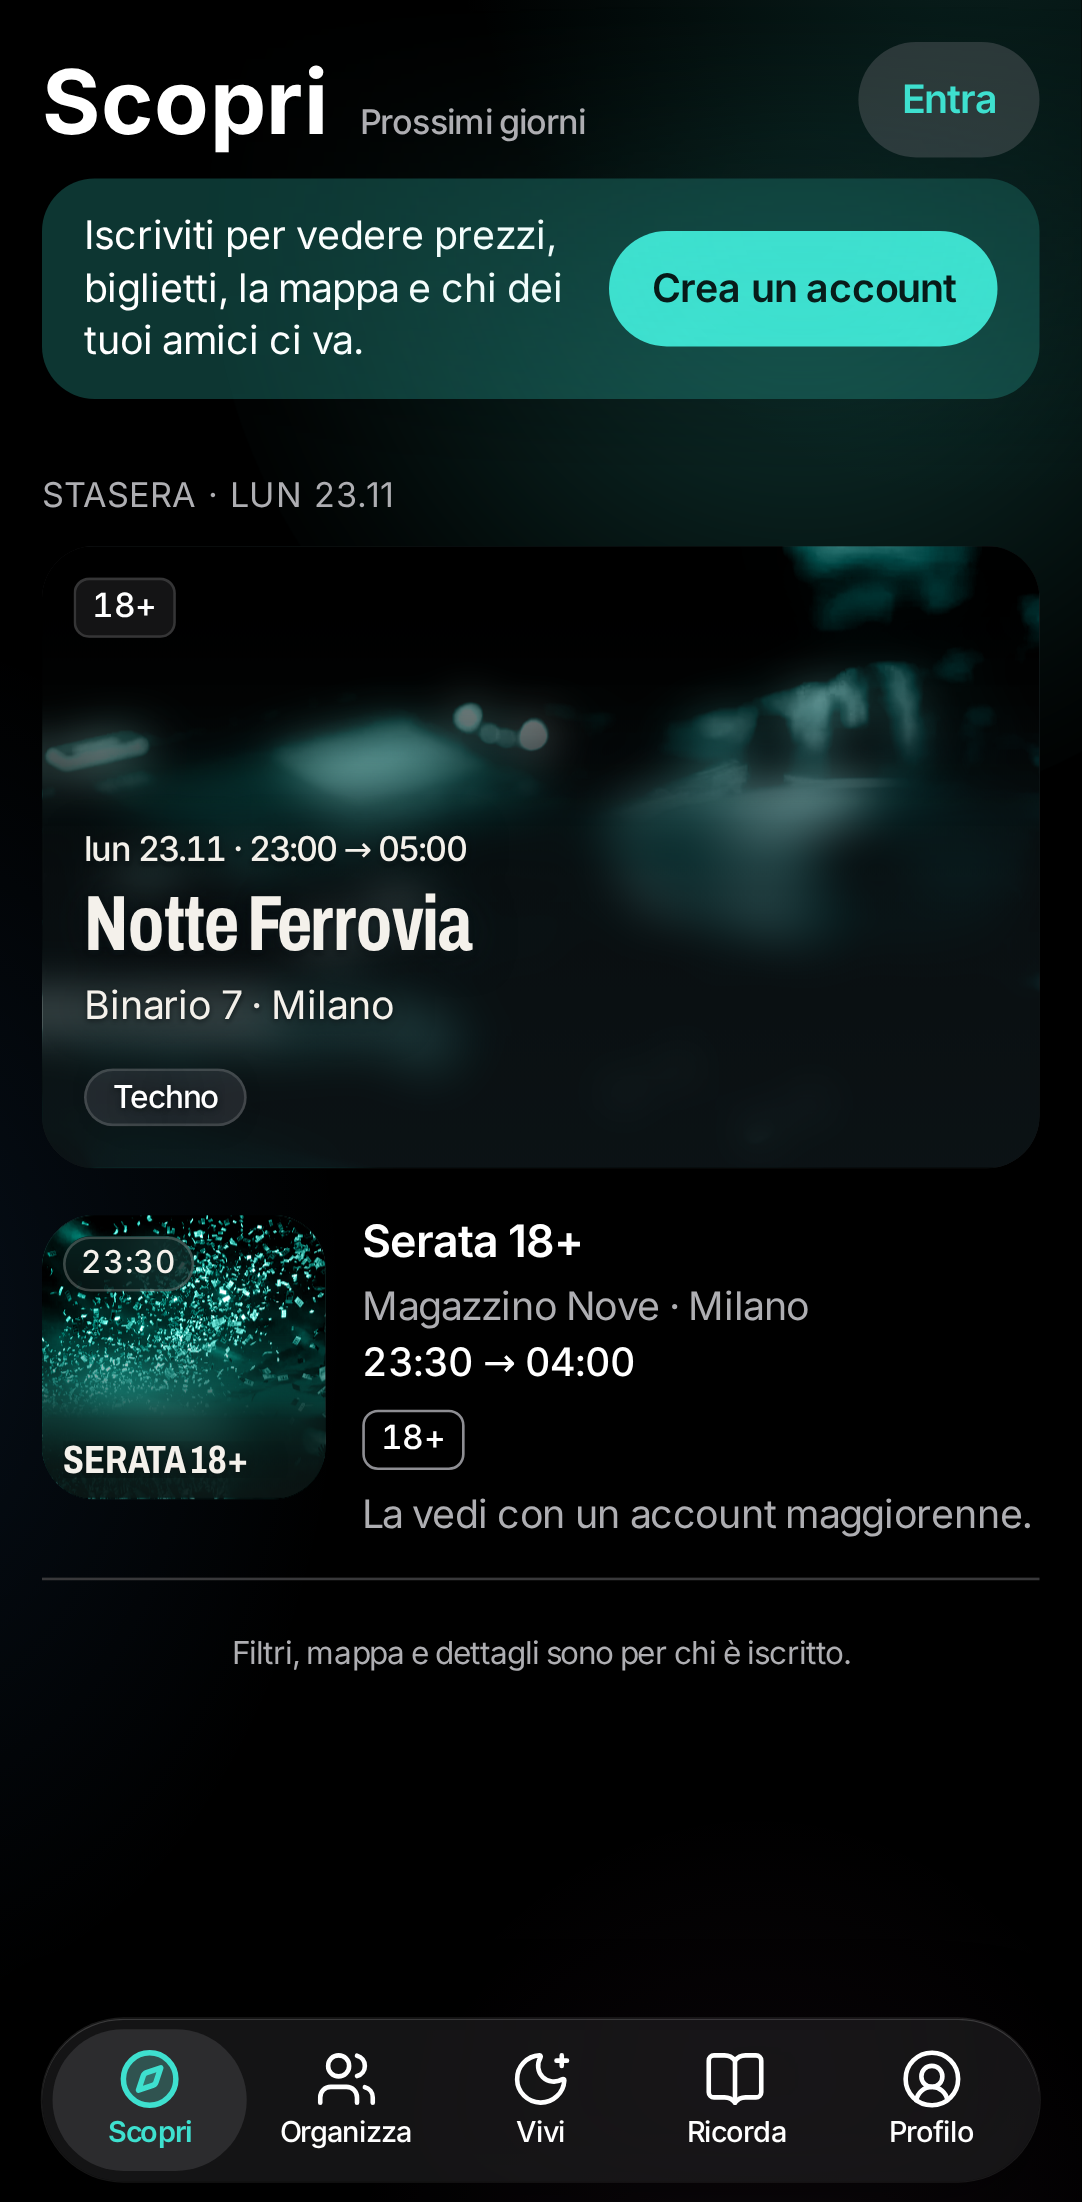 Scopri
Prossimi giorni
Entra
Iscriviti per vedere prezzi,
biglietti, la mappa e chi dei
tuoi amici ci va.
Crea un account
STASERA · LUN 23.11
18+
lun 23.11 · 23:00 → 05:00
Notte Ferrovia
Binario 7 · Milano
Techno
23:30
SERATA 18+
Serata 18+
Magazzino Nove · Milano
23:30 → 04:00
18+
La vedi con un account maggiorenne.
Filtri, mappa e dettagli sono per chi è iscritto.
Scopri
Organizza
Vivi
Ricorda
Profilo